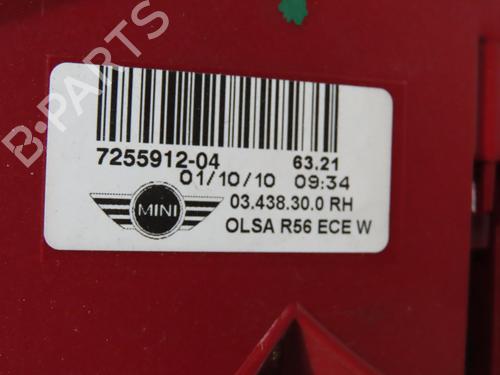 7255912-04 63.21
01/10/10 09:34
MINI 03.438.30.0 RH
OLSA R56 ECE W
B-PARTS